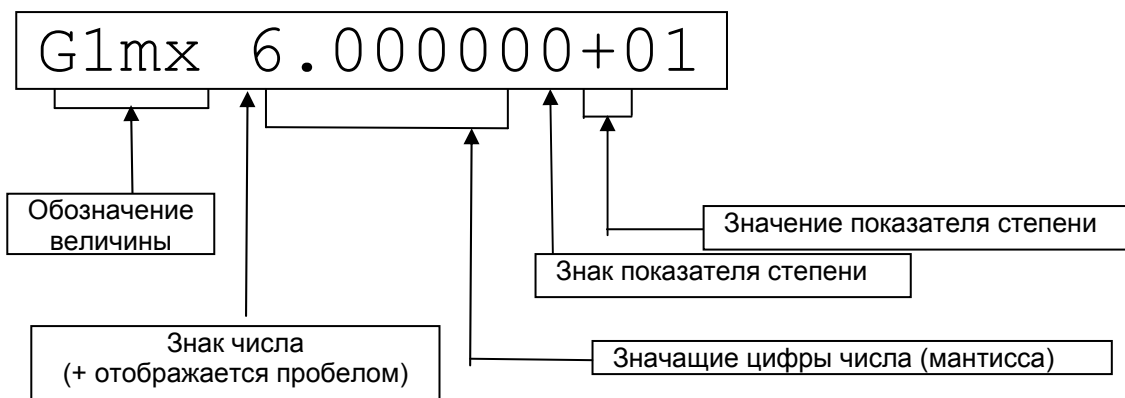 G1mx 6.000000+01
Обозначение
величины
Значение показателя степени
Знак показателя степени
Знак числа
(+ отображается пробелом)
Значащие цифры числа (мантисса)